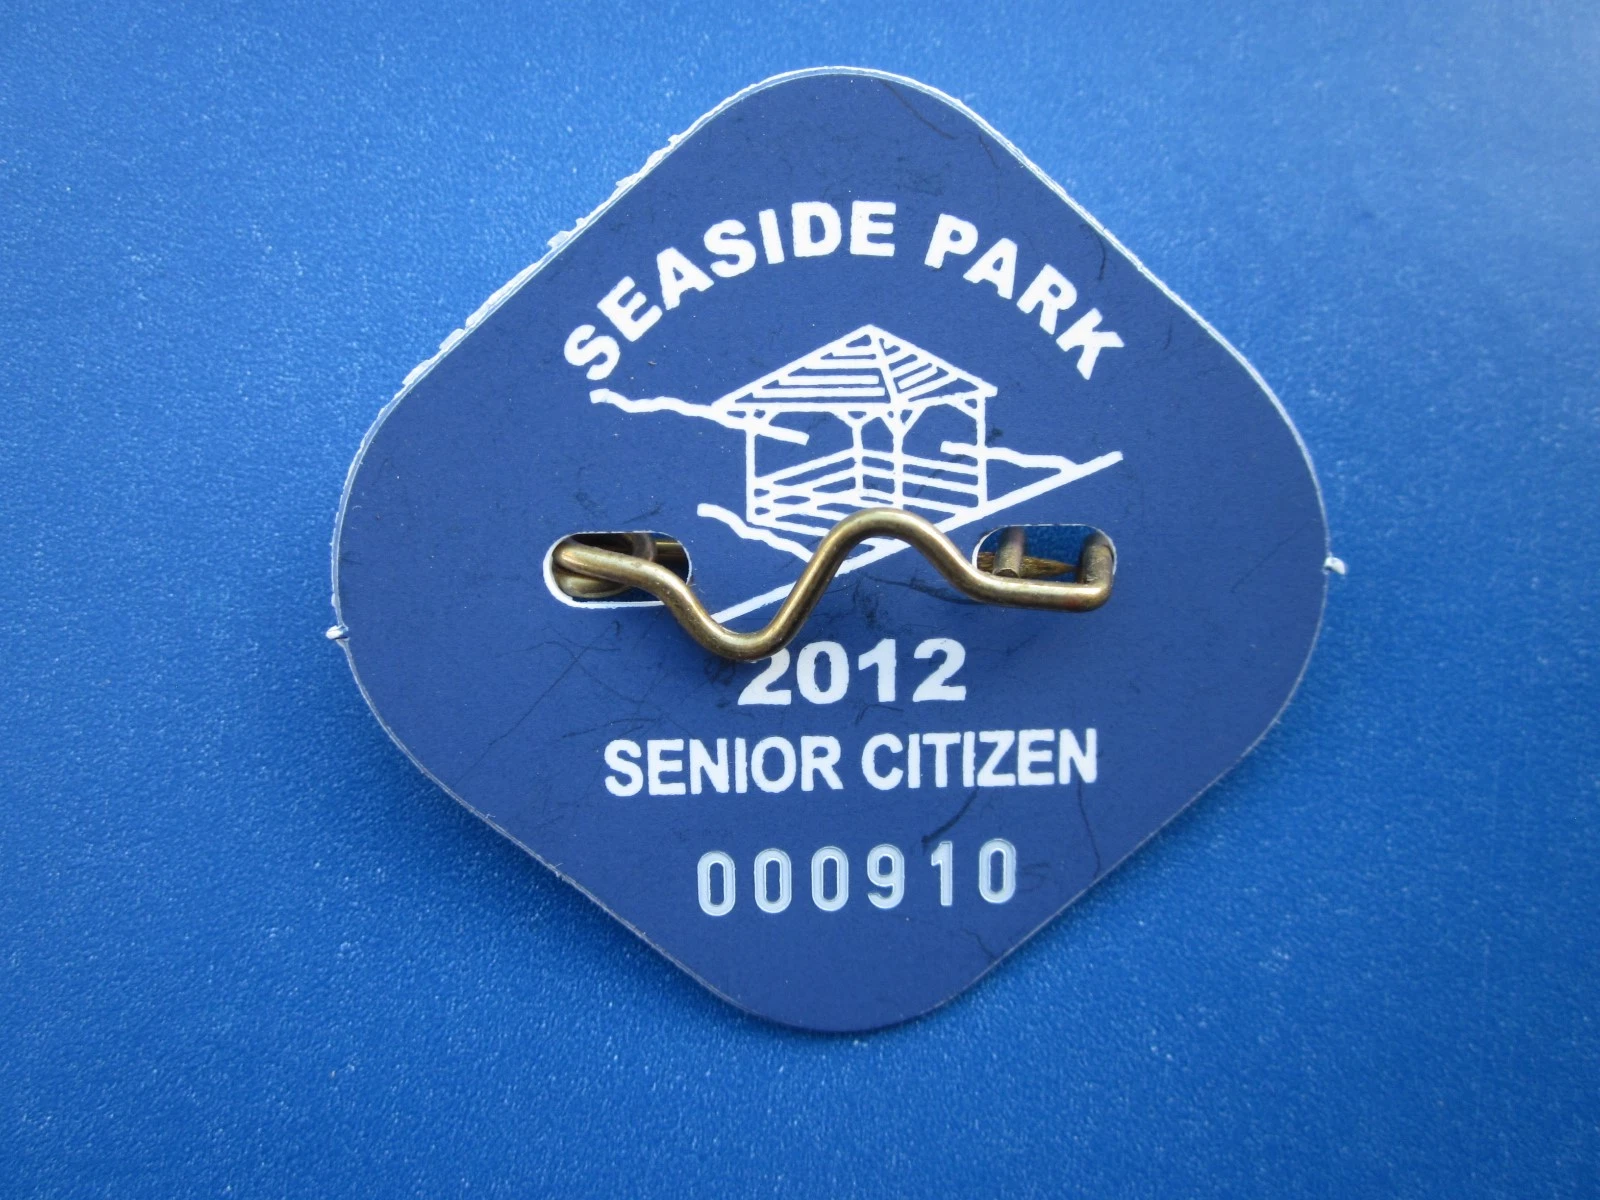 SEASIDE PARK
2012
SENIOR CITIZEN
000910